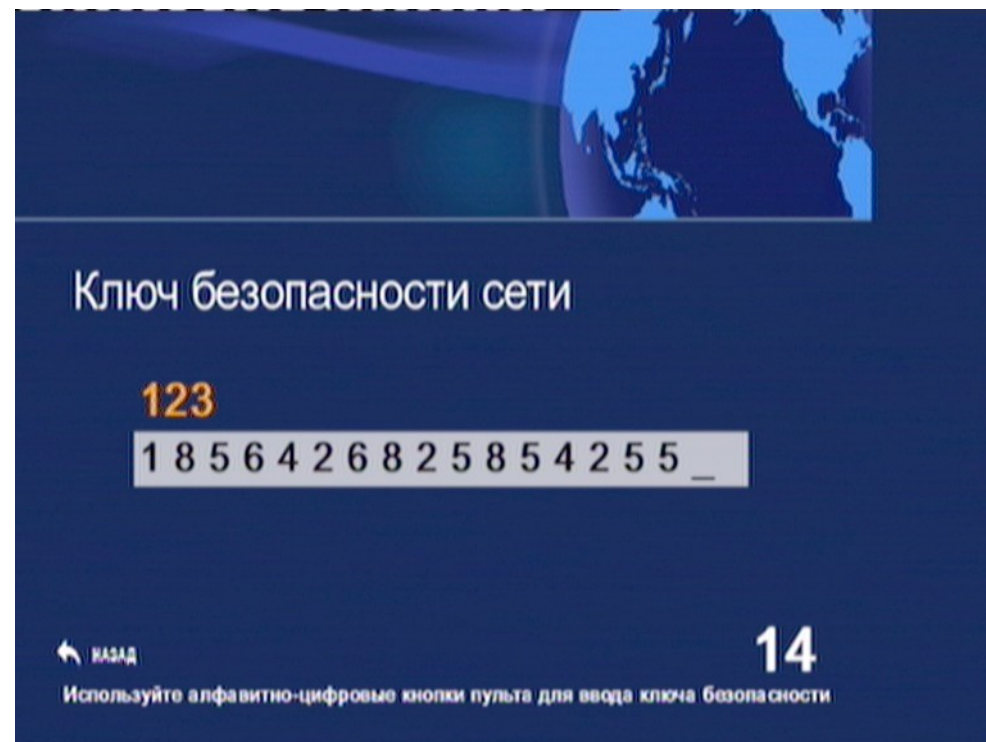 Ключ безопасности сети
123
1856426825854255_
14
НАЗАД
Используйте алфавитно-цифровые кнопки пульта для ввода ключа безопасности